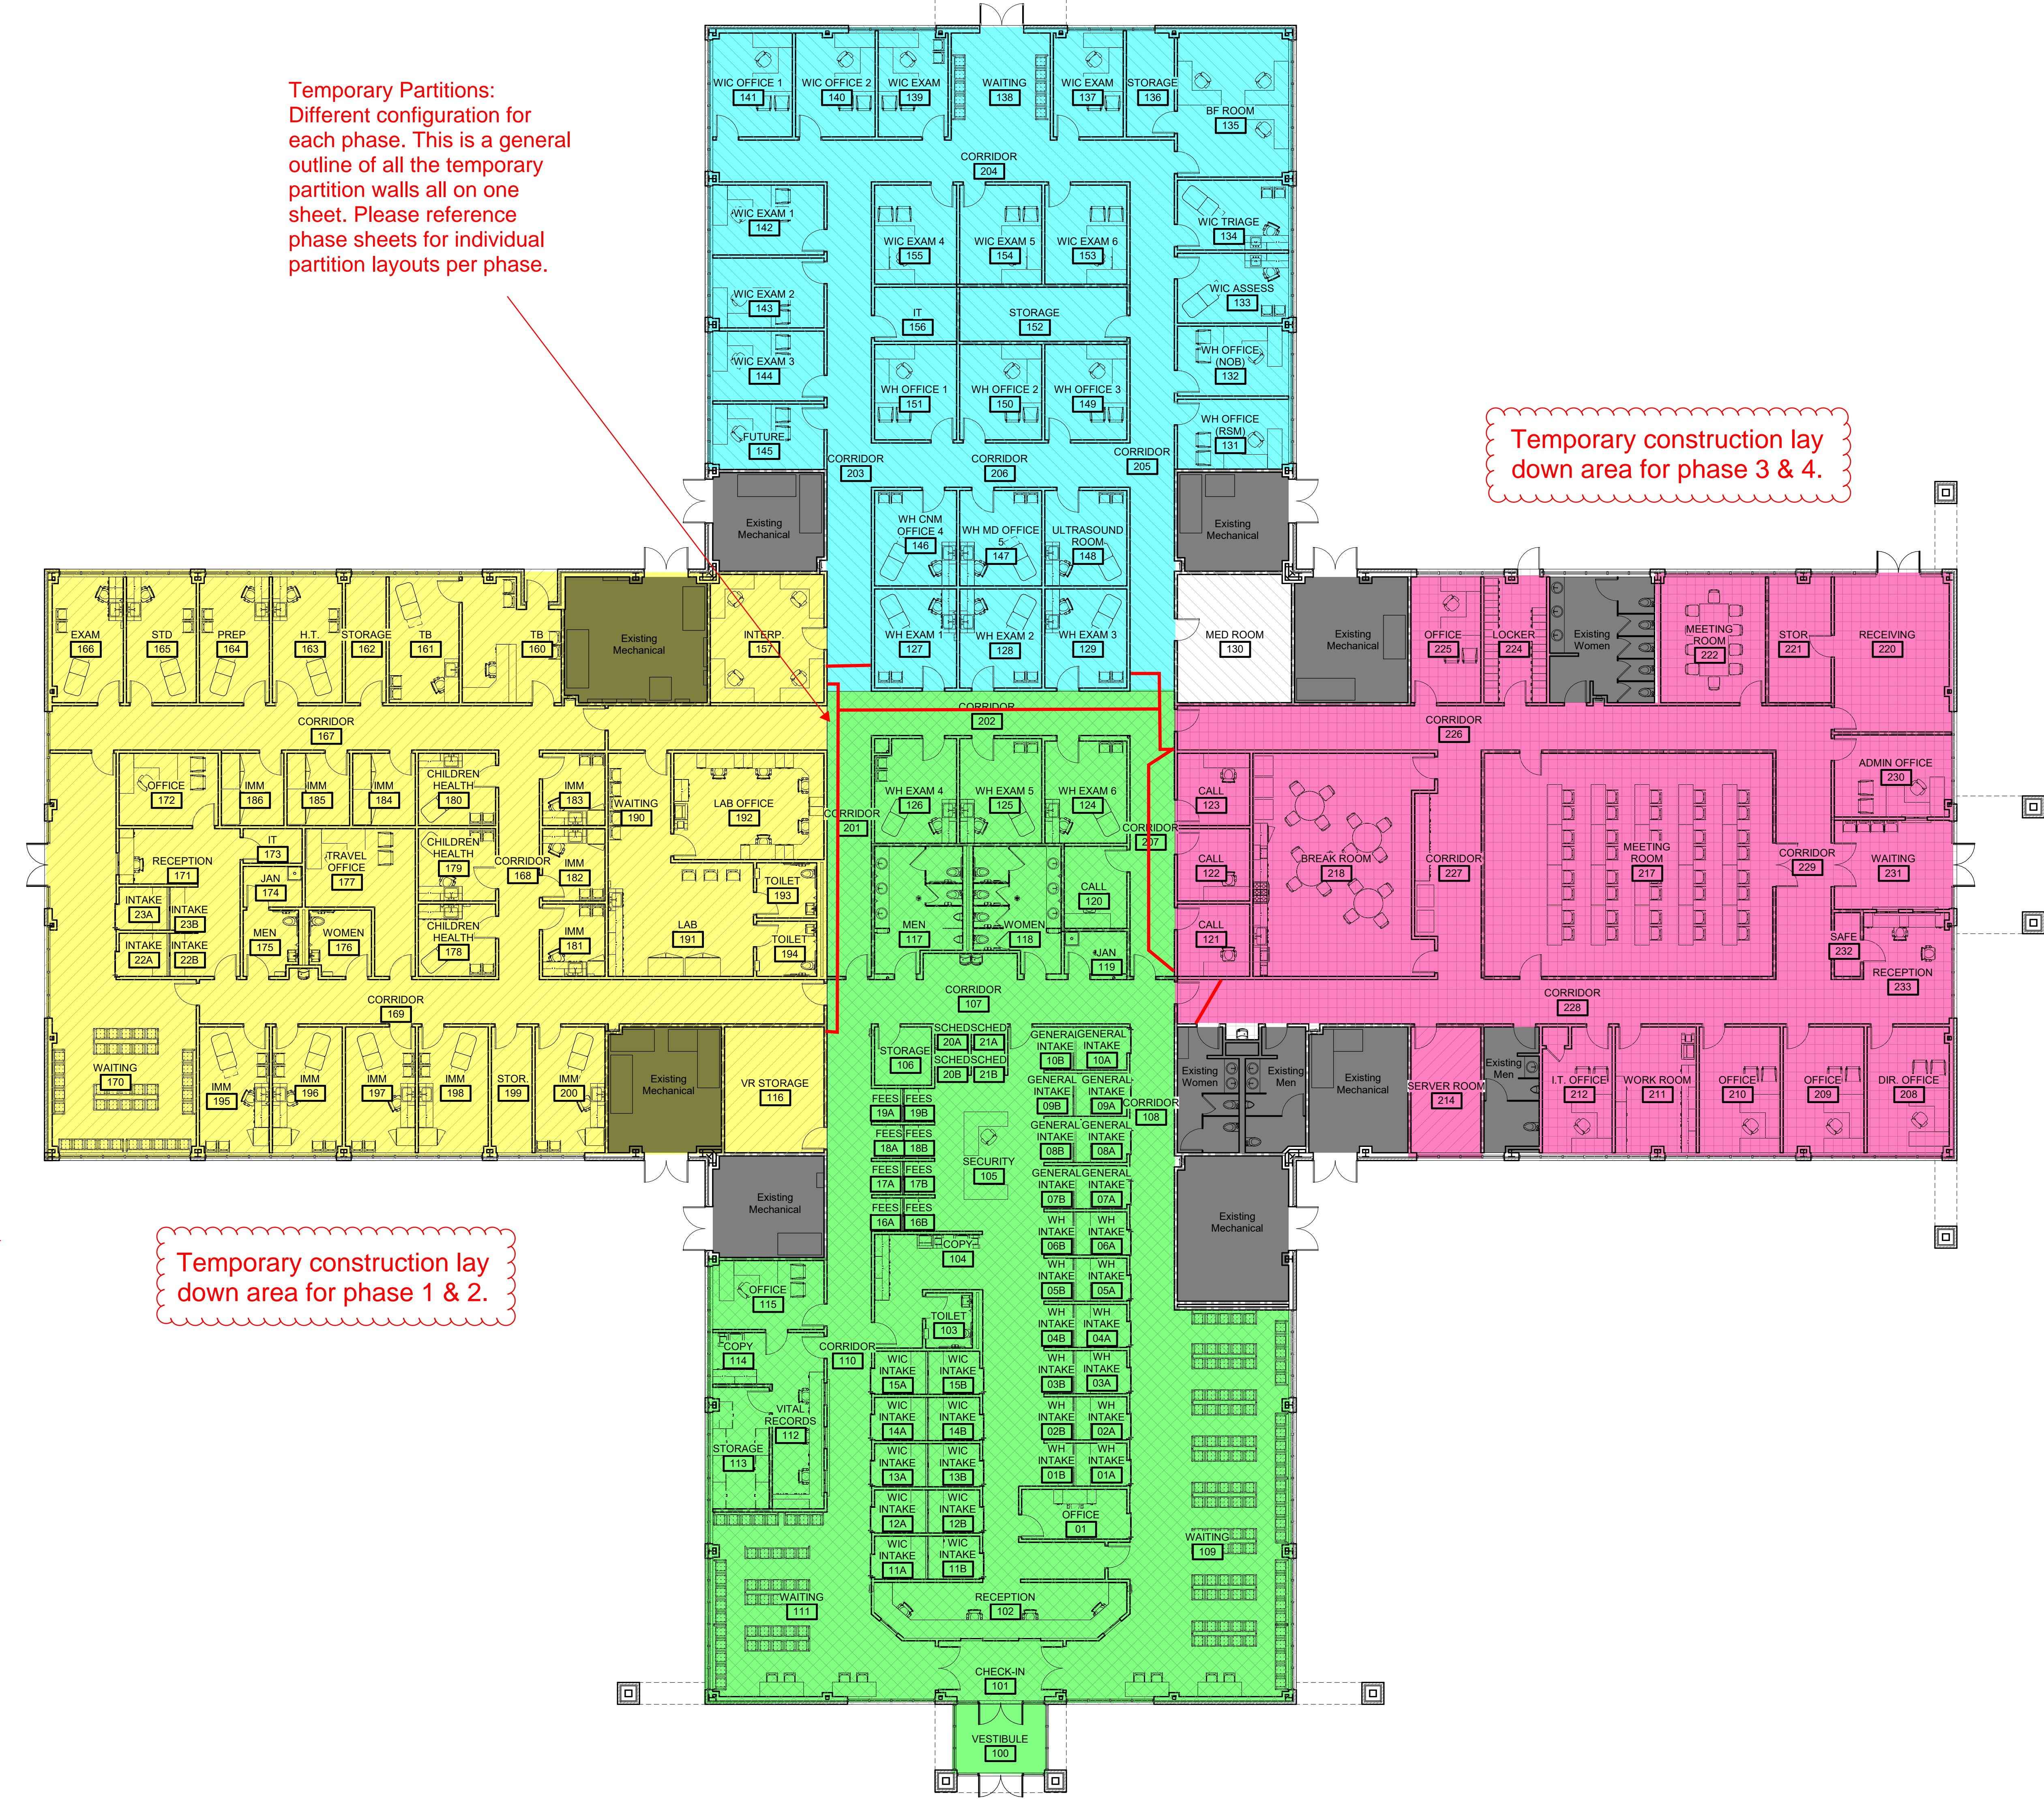 Temporary Partitions:
Different configuration for
each phase. This is a general
outline of all the temporary
partition walls all on one
sheet. Please reference
phase sheets for individual
partition layouts per phase.
WIC OFFICE 1
141
WIC OFFICE 2
140
WIC EXAM
139
WAITING
138
WIC EXAM
137
STORAGE
136
BF ROOM
135
CORRIDOR
204
WIC EXAM 1
142
WIC EXAM 4
155
WIC EXAM 5
154
WIC EXAM 6
153
WIC TRIAGE
134
WIC EXAM 2
143
IT
156
STORAGE
152
WIC ASSESS
133
WIC EXAM 3
144
WH OFFICE 1
151
WH OFFICE 2
150
WH OFFICE 3
149
WH OFFICE
(NOB)
132
FUTURE
145
WH OFFICE
(RSM)
131
CORRIDOR
203
CORRIDOR
206
CORRIDOR
205
Temporary construction lay
down area for phase 3 & 4.
Existing
Mechanical
WH CNM
OFFICE 4
146
WH MD OFFICE
5
147
ULTRASOUND
ROOM
148
Existing
Mechanical
EXAM
166
STD
165
PREP
164
H.T.
163
STORAGE
162
TB
161
TB
160
Existing
Mechanical
INTERP.
157
WH EXAM 1
127
WH EXAM 2
128
WH EXAM 3
129
MED ROOM
130
Existing
Mechanical
OFFICE
225
LOCKER
224
Existing
Women
MEETING
ROOM
222
STOR.
221
RECEIVING
220
CORRIDOR
167
CORRIDOR
202
CORRIDOR
226
OFFICE
172
IMM
186
IMM
185
IMM
184
CHILDREN
HEALTH
180
IMM
183
WAITING
190
LAB OFFICE
192
CORRIDOR
201
WH EXAM 4
126
WH EXAM 5
125
WH EXAM 6
124
CORRIDOR
207
CALL
123
ADMIN OFFICE
230
RECEPTION
171
IT
173
TRAVEL
OFFICE
177
CHILDREN
HEALTH
179
CORRIDOR
168
IMM
182
JAN
174
TOILET
193
CALL
120
CALL
122
BREAK ROOM
218
CORRIDOR
227
MEETING
ROOM
217
CORRIDOR
229
WAITING
231
INTAKE
23A
INTAKE
23B
INTAKE
22A
INTAKE
22B
MEN
175
WOMEN
176
CHILDREN
HEALTH
178
IMM
181
LAB
191
TOILET
194
MEN
117
WOMEN
118
JAN
119
CALL
121
SAFE
232
RECEPTION
233
CORRIDOR
169
CORRIDOR
107
CORRIDOR
228
WAITING
170
IMM
195
IMM
196
IMM
197
IMM
198
STOR.
199
IMM
200
Existing
Mechanical
VR STORAGE
116
STORAGE
106
SCHED
20A
SCHED
21A
SCHED
20B
SCHED
21B
GENERAL
INTAKE
10B
GENERAL
INTAKE
10A
GENERAL
INTAKE
09B
GENERAL
INTAKE
09A
CORRIDOR
108
Existing
Women
Existing
Men
Existing
Mechanical
SERVER ROOM
214
Existing
Men
I.T. OFFICE
212
WORK ROOM
211
OFFICE
210
OFFICE
209
DIR. OFFICE
208
FEES
19A
FEES
19B
FEES
18A
FEES
18B
GENERAL
INTAKE
08B
GENERAL
INTAKE
08A
SECURITY
105
FEES
17A
FEES
17B
GENERAL
INTAKE
07B
GENERAL
INTAKE
07A
Existing
Mechanical
FEES
16A
FEES
16B
WH
INTAKE
06B
WH
INTAKE
06A
Existing
Mechanical
Temporary construction lay
down area for phase 1 & 2.
COPY
104
OFFICE
115
WH
INTAKE
05B
WH
INTAKE
05A
TOILET
103
WH
INTAKE
04B
WH
INTAKE
04A
COPY
114
CORRIDOR
110
WIC
INTAKE
15A
WIC
INTAKE
15B
WH
INTAKE
03B
WH
INTAKE
03A
VITAL
RECORDS
112
WIC
INTAKE
14A
WIC
INTAKE
14B
WH
INTAKE
02B
WH
INTAKE
02A
STORAGE
113
WIC
INTAKE
13A
WIC
INTAKE
13B
WH
INTAKE
01B
WH
INTAKE
01A
WIC
INTAKE
12A
WIC
INTAKE
12B
OFFICE
01
WAITING
109
WIC
INTAKE
11A
WIC
INTAKE
11B
WAITING
111
RECEPTION
102
CHECK-IN
101
VESTIBULE
100